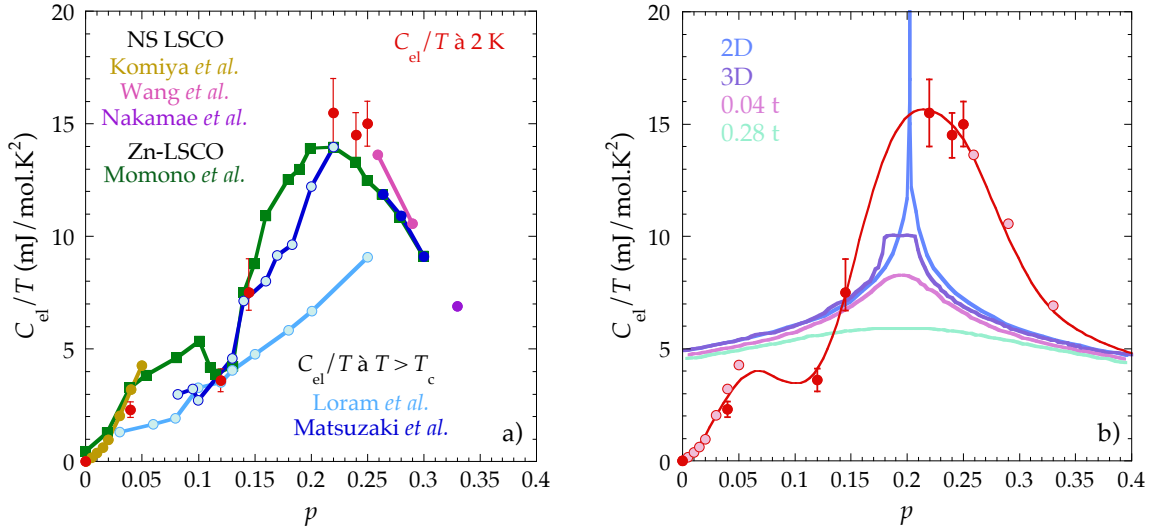 NS LSCO
Komiya et al.
Wang et al.
Nakamae et al.
Zn-LSCO
Momono et al.
C_el/T à 2 K
C_el/T à T > T_c
Loram et al.
Matsuzaki et al.
a)
C_el/T (mJ/mol.K²)
20
15
10
5
0
0 0.05 0.1 0.15 0.2 0.25 0.3 0.35 0.4
p
2D
3D
0.04 t
0.28 t
b)
C_el/T (mJ/mol.K²)
20
15
10
5
0
0 0.05 0.1 0.15 0.2 0.25 0.3 0.35 0.4
p